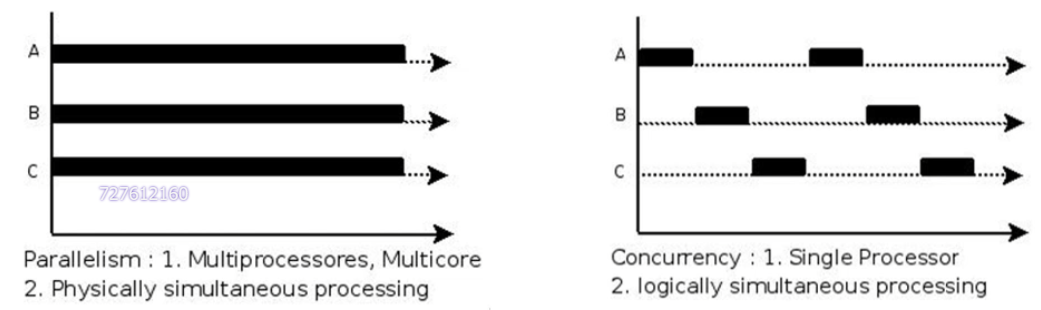 A
B
C
727612160
Parallelism : 1. Multiprocessores, Multicore
2. Physically simultaneous processing
A
B
C
Concurrency : 1. Single Processor
2. logically simultaneous processing